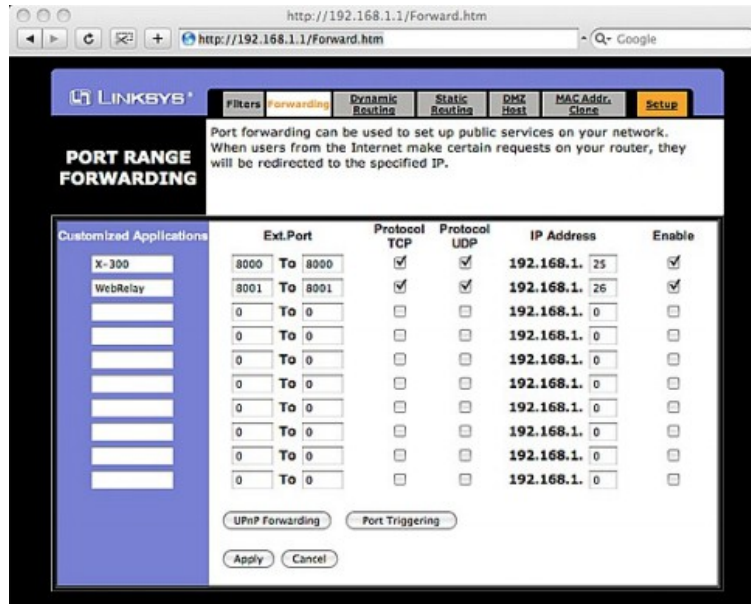 http://192.168.1.1/Forward.htm
http://192.168.1.1/Forward.htm
Google
LINKSYS®
Filters Forwarding Dynamic Routing Static Routing DMZ Host MAC Addr. Clone Setup
PORT RANGE FORWARDING
Port forwarding can be used to set up public services on your network.
When users from the Internet make certain requests on your router, they
will be redirected to the specified IP.
Customized Applications Ext.Port Protocol TCP Protocol UDP IP Address Enable
X-300 8000 To 8000 192.168.1. 25
WebRelay 8001 To 8001 192.168.1. 26
0 To 0 192.168.1. 0
0 To 0 192.168.1. 0
0 To 0 192.168.1. 0
0 To 0 192.168.1. 0
0 To 0 192.168.1. 0
0 To 0 192.168.1. 0
0 To 0 192.168.1. 0
0 To 0 192.168.1. 0
UPnP Forwarding Port Triggering
Apply Cancel